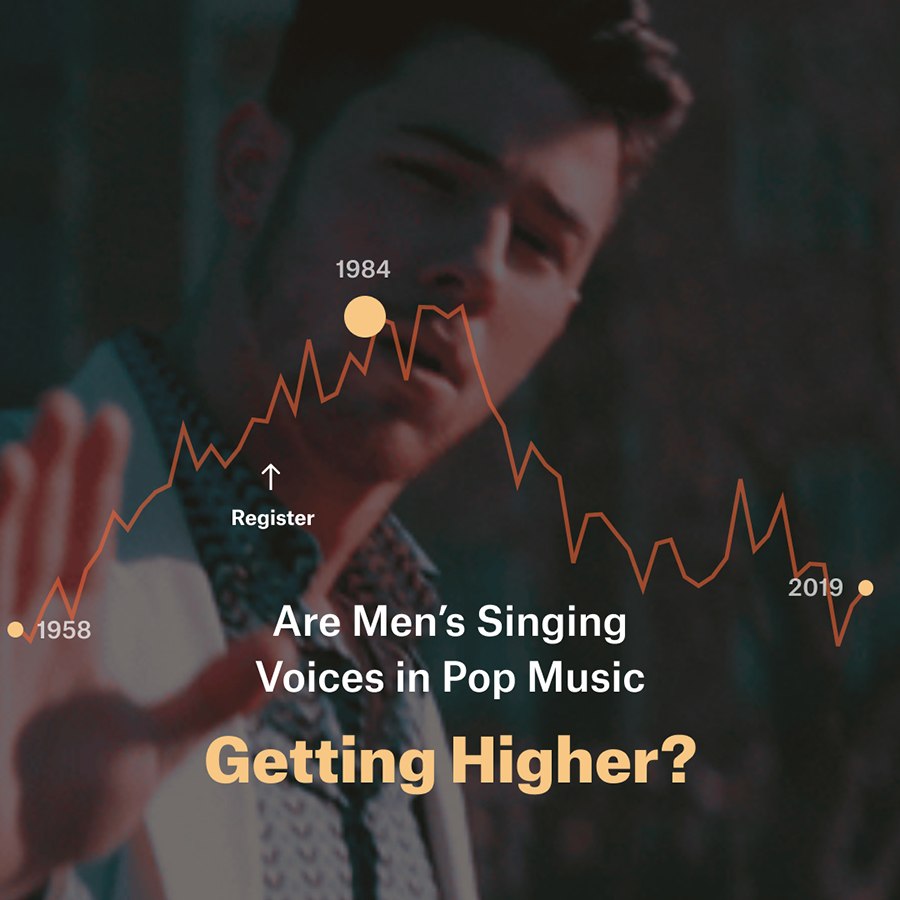 1984
Register
1958
2019
Are Men’s Singing
Voices in Pop Music
Getting Higher?